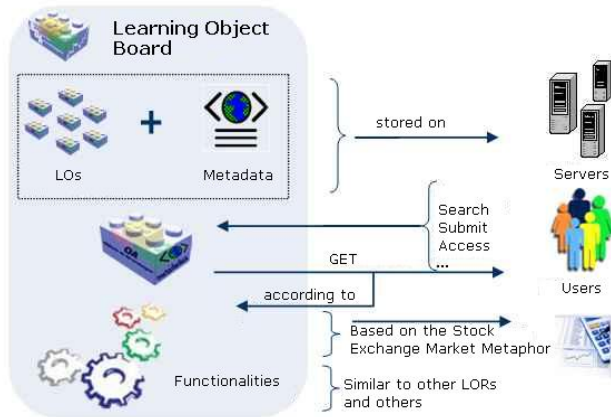 Learning Object
Board
LOs
+
Metadata
stored on
Servers
Search
Submit
Access
...
GET
Users
according to
Based on the Stock
Exchange Market Metaphor
Functionalities
Similar to other LORs
and others